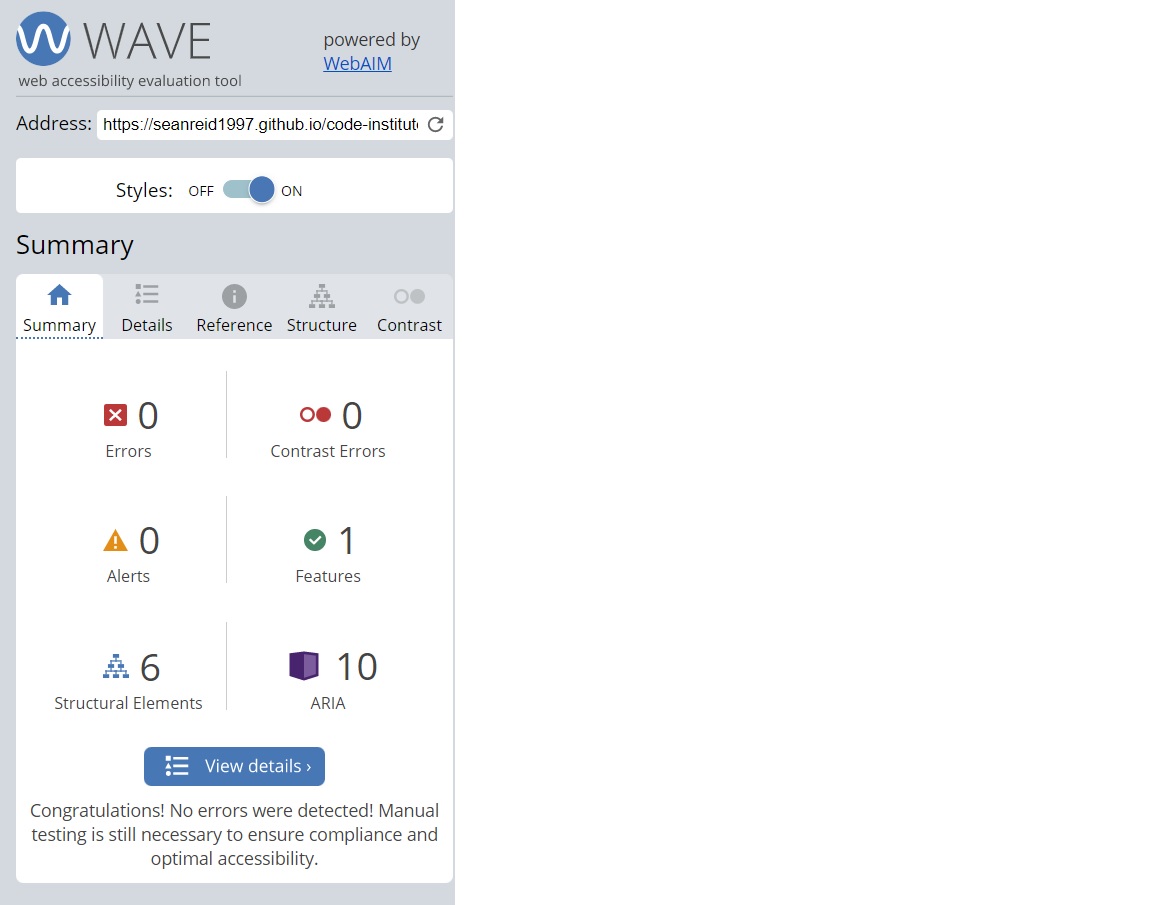 WAVE
web accessibility evaluation tool
powered by
WebAIM
Address: https://seanreid1997.github.io/code-institut
Styles: OFF ON
Summary
Summary Details Reference Structure Contrast
0 0
Errors Contrast Errors
0 1
Alerts Features
6 10
Structural Elements ARIA
View details ›
Congratulations! No errors were detected! Manual
testing is still necessary to ensure compliance and
optimal accessibility.